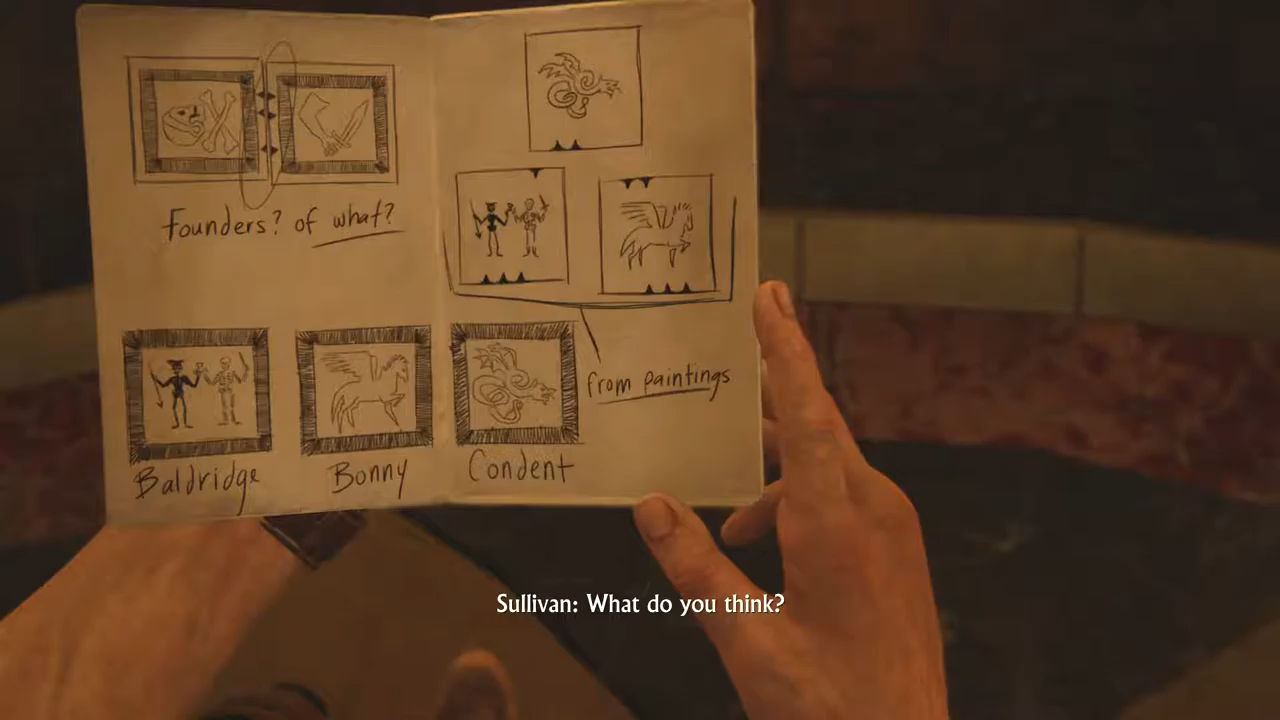 Founders? of what?
from paintings
Baldridge
Bonny
Condent
Sullivan: What do you think?